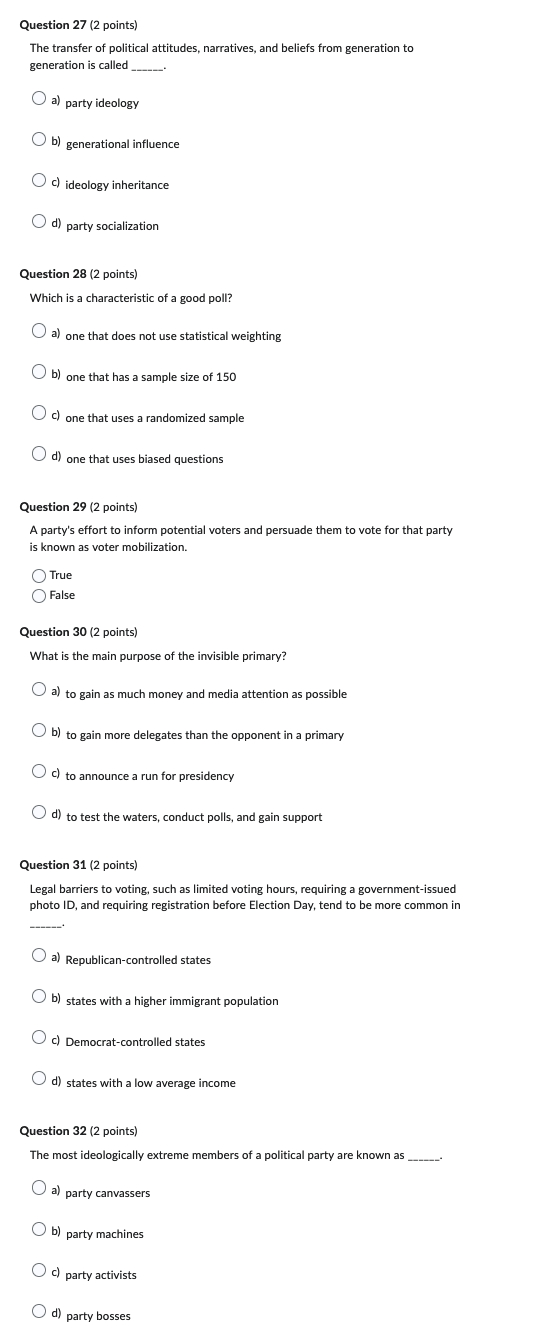 Question 27 (2 points)
The transfer of political attitudes, narratives, and beliefs from generation to
generation is called ______.
a) party ideology
b) generational influence
c) ideology inheritance
d) party socialization
Question 28 (2 points)
Which is a characteristic of a good poll?
a) one that does not use statistical weighting
b) one that has a sample size of 150
c) one that uses a randomized sample
d) one that uses biased questions
Question 29 (2 points)
A party's effort to inform potential voters and persuade them to vote for that party
is known as voter mobilization.
True
False
Question 30 (2 points)
What is the main purpose of the invisible primary?
a) to gain as much money and media attention as possible
b) to gain more delegates than the opponent in a primary
c) to announce a run for presidency
d) to test the waters, conduct polls, and gain support
Question 31 (2 points)
Legal barriers to voting, such as limited voting hours, requiring a government-issued
photo ID, and requiring registration before Election Day, tend to be more common in
______.
a) Republican-controlled states
b) states with a higher immigrant population
c) Democrat-controlled states
d) states with a low average income
Question 32 (2 points)
The most ideologically extreme members of a political party are known as ______.
a) party canvassers
b) party machines
c) party activists
d) party bosses